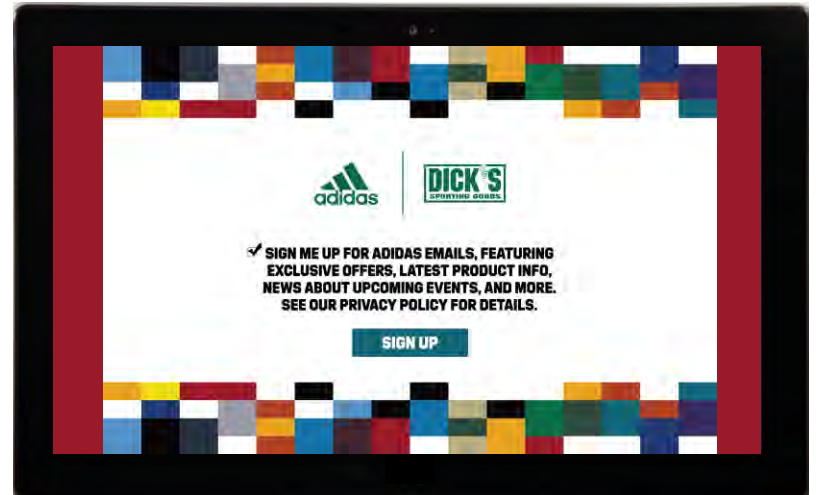 adidas
DICK'S
SPORTING GOODS
SIGN ME UP FOR ADIDAS EMAILS, FEATURING
EXCLUSIVE OFFERS, LATEST PRODUCT INFO,
NEWS ABOUT UPCOMING EVENTS, AND MORE.
SEE OUR PRIVACY POLICY FOR DETAILS.
SIGN UP